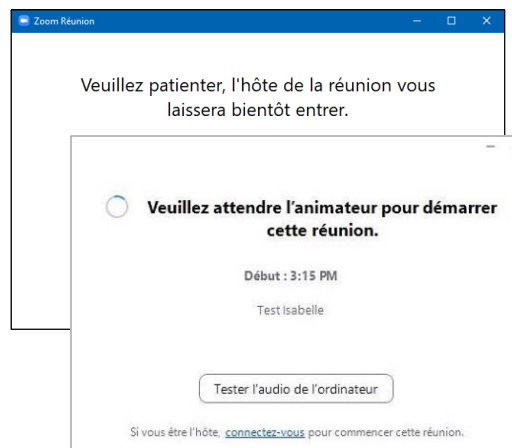 Zoom Réunion
Veuillez patienter, l'hôte de la réunion vous
laissera bientôt entrer.
Veuillez attendre l'animateur pour démarrer
cette réunion.
Début : 3:15 PM
Test Isabelle
Tester l'audio de l'ordinateur
Si vous être l'hôte, connectez-vous pour commencer cette réunion.